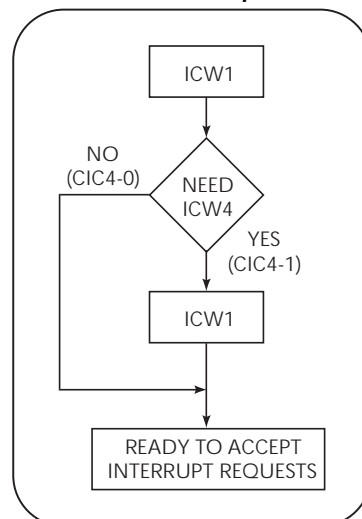 ICW1
NO
(CIC4-0)
NEED
ICW4
YES
(CIC4-1)
ICW1
READY TO ACCEPT
INTERRUPT REQUESTS